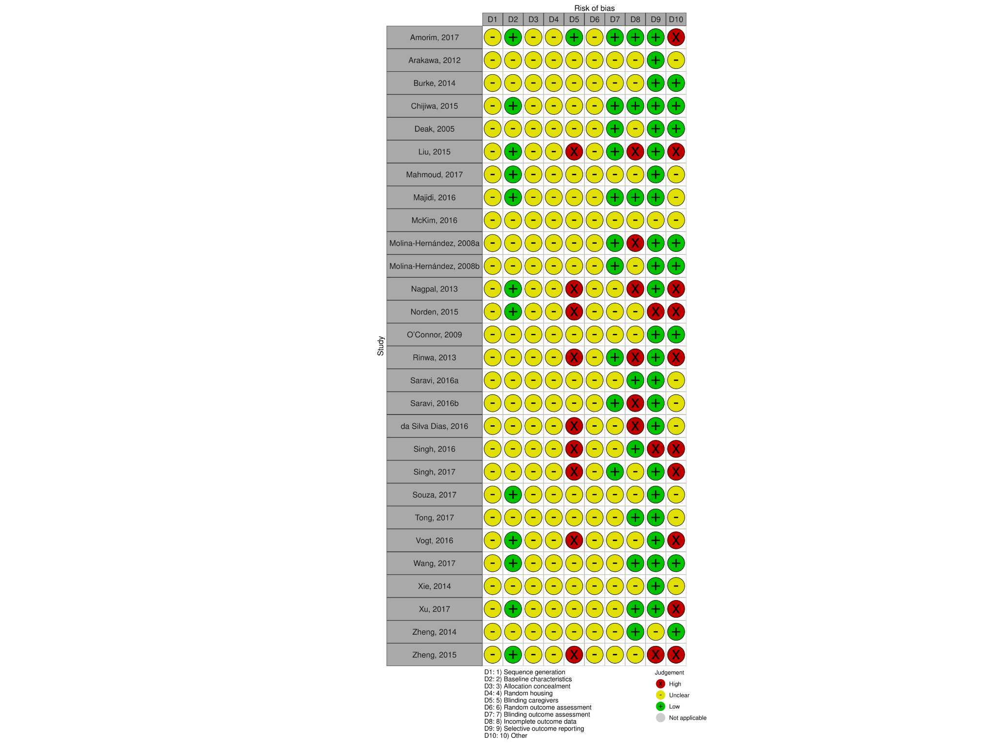 Risk of bias
D1 D2 D3 D4 D5 D6 D7 D8 D9 D10
Amorim, 2017 - + - - + - + + + X
Arakawa, 2012 - - - - - - - - + -
Burke, 2014 - - - - - - - - + +
Chijiwa, 2015 - + - - - - + + + +
Deak, 2005 - - - - - - + - + +
Liu, 2015 - + - - X - + X + X
Mahmoud, 2017 - + - - - - - - + -
Majidi, 2016 - + - - - - + + + -
McKim, 2016 - - - - - - - - - -
Molina-Hernández, 2008a - - - - - - + X + +
Molina-Hernández, 2008b - - - - - - + - + +
Nagpal, 2013 - + - - X - - X + X
Norden, 2015 - + - - X - - - X X
O’Connor, 2009 - - - - - - - - + +
Study
Rinwa, 2013 - - - - X - + X + X
Saravi, 2016a - - - - - - - + + -
Saravi, 2016b - - - - - - + X + -
da Silva Dias, 2016 - - - - X - - X + -
Singh, 2016 - - - - X - - + X X
Singh, 2017 - - - - X - + - + X
Souza, 2017 - + - - - - - - + -
Tong, 2017 - - - - - - - + + -
Vogt, 2016 - + - - X - - - + X
Wang, 2017 - + - - - - - + + +
Xie, 2014 - - - - - - - - + -
Xu, 2017 - + - - - - - + + X
Zheng, 2014 - - - - - - - + - +
Zheng, 2015 - + - - X - - - X X
D1: 1) Sequence generation
D2: 2) Baseline characteristics
D3: 3) Allocation concealment
D4: 4) Random housing
D5: 5) Blinding caregivers
D6: 6) Random outcome assessment
D7: 7) Blinding outcome assessment
D8: 8) Incomplete outcome data
D9: 9) Selective outcome reporting
D10: 10) Other
Judgement
X High
- Unclear
+ Low
Not applicable